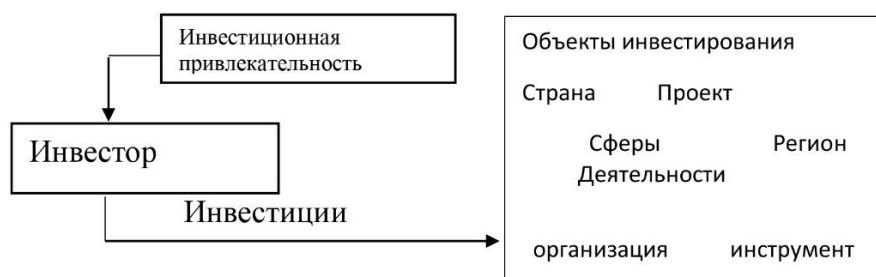 Инвестиционная
привлекательность
Инвестор
Инвестиции
Объекты инвестирования
Страна Проект
Сферы Регион
Деятельности
организация инструмент